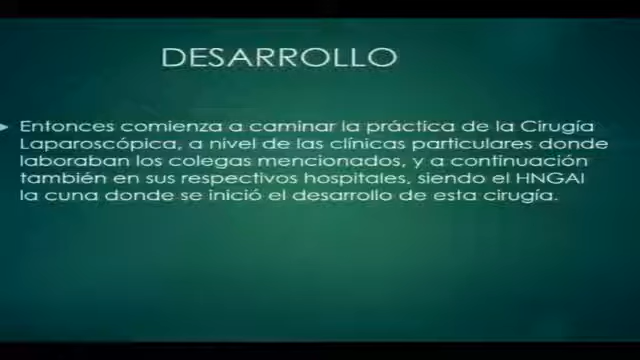 DESARROLLO
Entonces comienza a caminar la práctica de la Cirugía
Laparoscópica, a nivel de las clínicas particulares donde
laboraban los colegas mencionados, y a continuación
también en sus respectivos hospitales, siendo el HNGAI
la cuna donde se inició el desarrollo de esta cirugía.